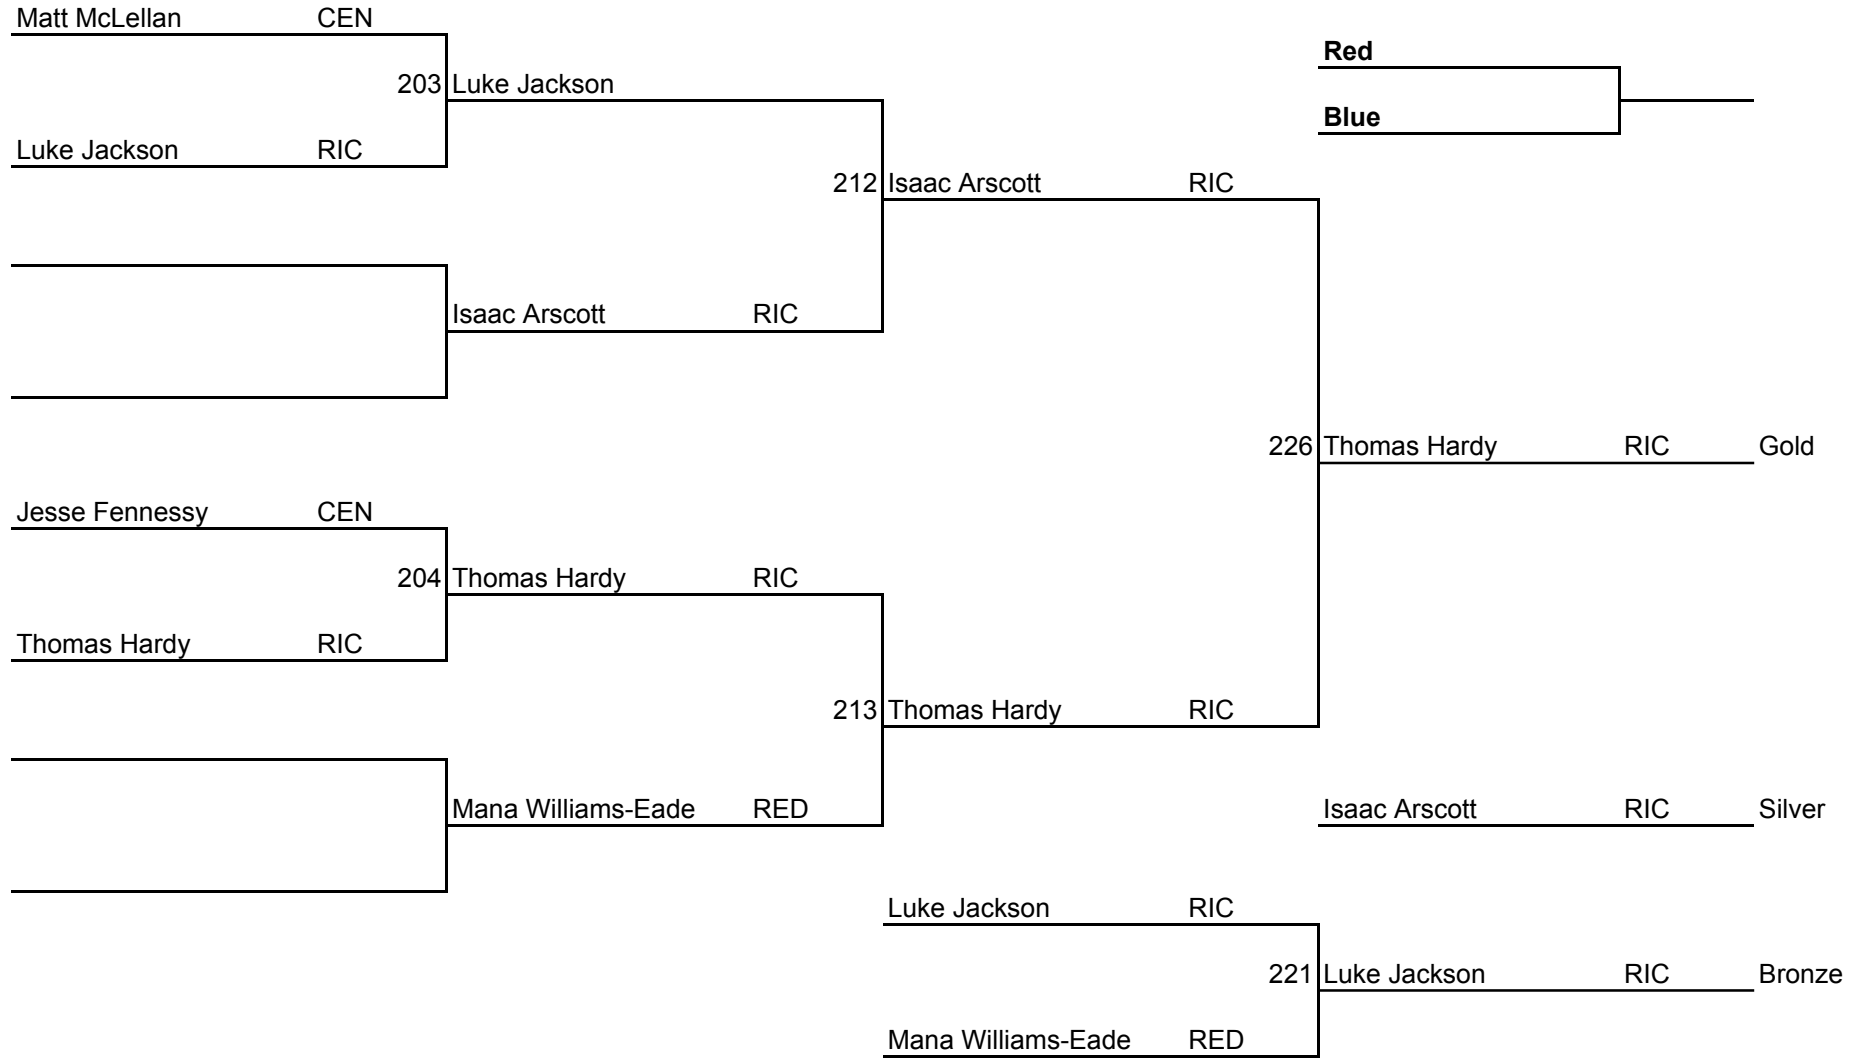 Matt McLellan CEN
Red
203 Luke Jackson
Blue
Luke Jackson RIC
212 Isaac Arscott RIC
Isaac Arscott RIC
226 Thomas Hardy RIC Gold
Jesse Fennessy CEN
204 Thomas Hardy RIC
Thomas Hardy RIC
213 Thomas Hardy RIC
Mana Williams-Eade RED
Isaac Arscott RIC Silver
Luke Jackson RIC
221 Luke Jackson RIC Bronze
Mana Williams-Eade RED